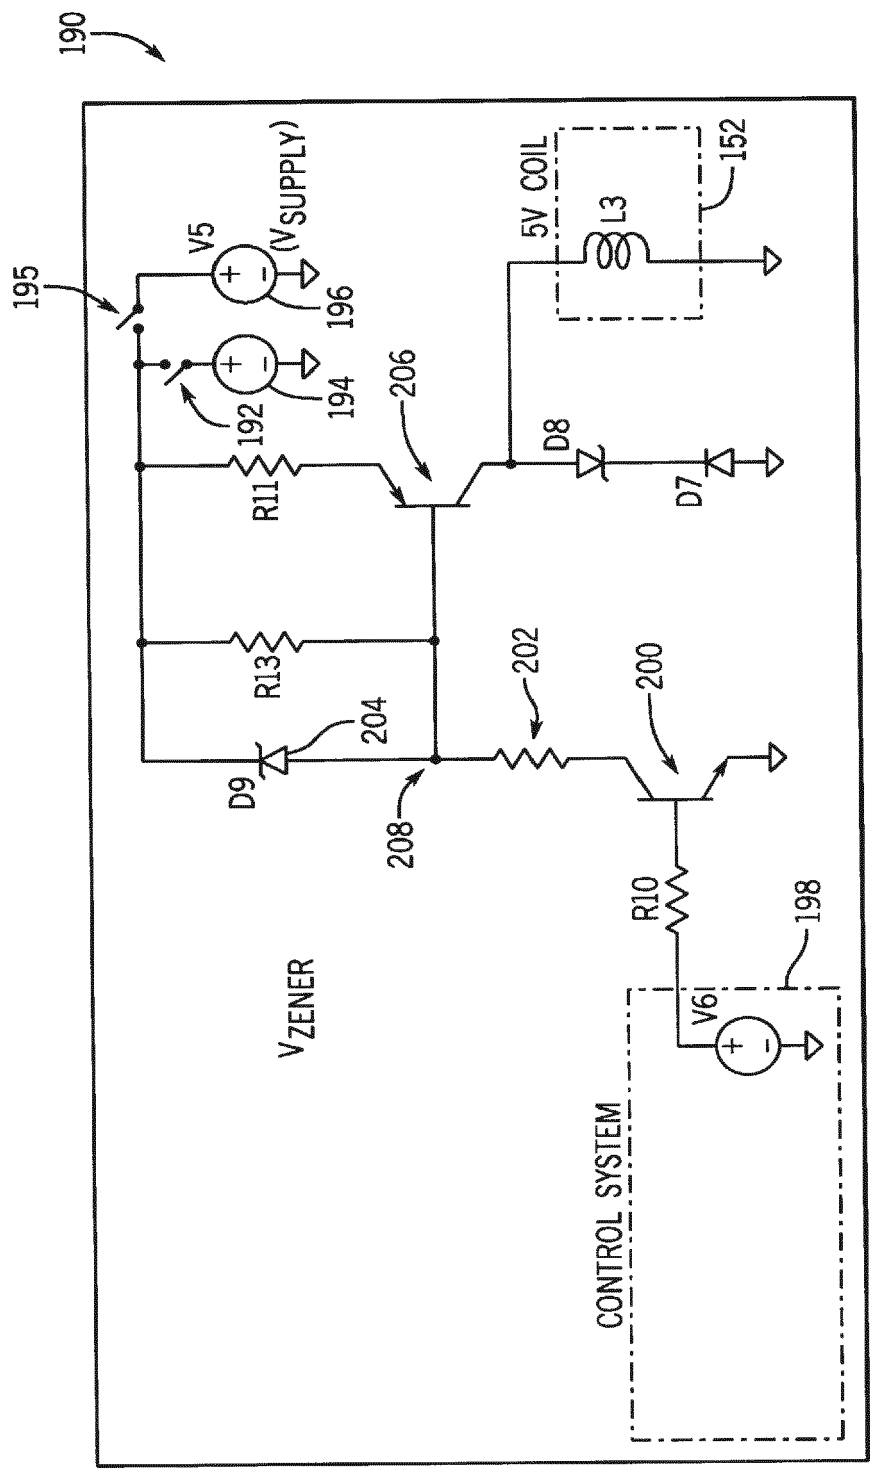 190
195
V5
(VSUPPLY)
196
194
192
206
R11
5V COIL
L3
152
D8
D7
R13
D9
204
208
202
200
R10
198
VZENER
V6
CONTROL SYSTEM